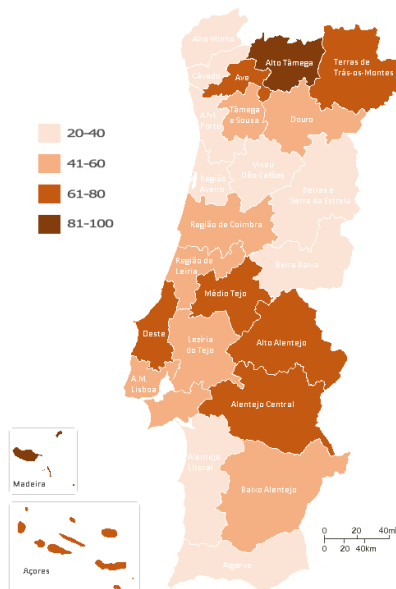 Alto Minho
Alto Tâmega
Terras de
Trás-os-Montes
Cávado
Ave
A.M.
Porto
Tâmega
e Sousa
Douro
20-40
41-60
61-80
81-100
Viseu
Dão Lafões
Região
Aveiro
Beiras e
Serra da Estrela
Região de Coimbra
Beira Baixa
Região de
Leiria
Médio Tejo
Oeste
Lezíria
do Tejo
Alto Alentejo
A.M.
Lisboa
Alentejo Central
Alentejo
Litoral
Baixo Alentejo
Madeira
Açores
Algarve
0 20 40mi
0 20 40km